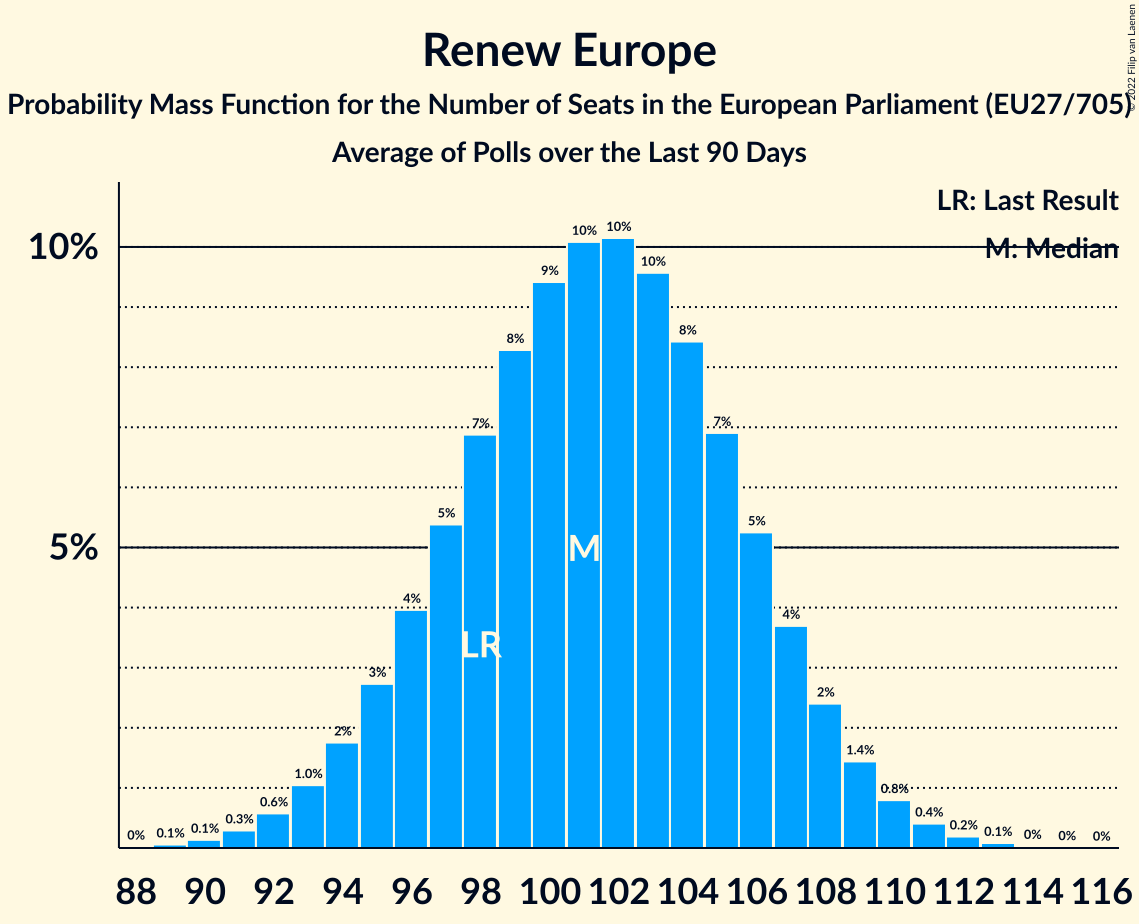 Renew Europe
Probability Mass Function for the Number of Seats in the European Parliament (EU27/705)
Average of Polls over the Last 90 Days
© 2022 Filip van Laenen
LR: Last Result
M: Median
10%
5%
0% 0.1% 0.1% 0.3% 0.6% 1.0% 2% 3% 4% 5% 7% 8% 9% 10% 10% 10% 8% 7% 5% 4% 2% 1.4% 0.8% 0.4% 0.2% 0.1% 0% 0% 0%
M
LR
88 90 92 94 96 98 100 102 104 106 108 110 112 114 116